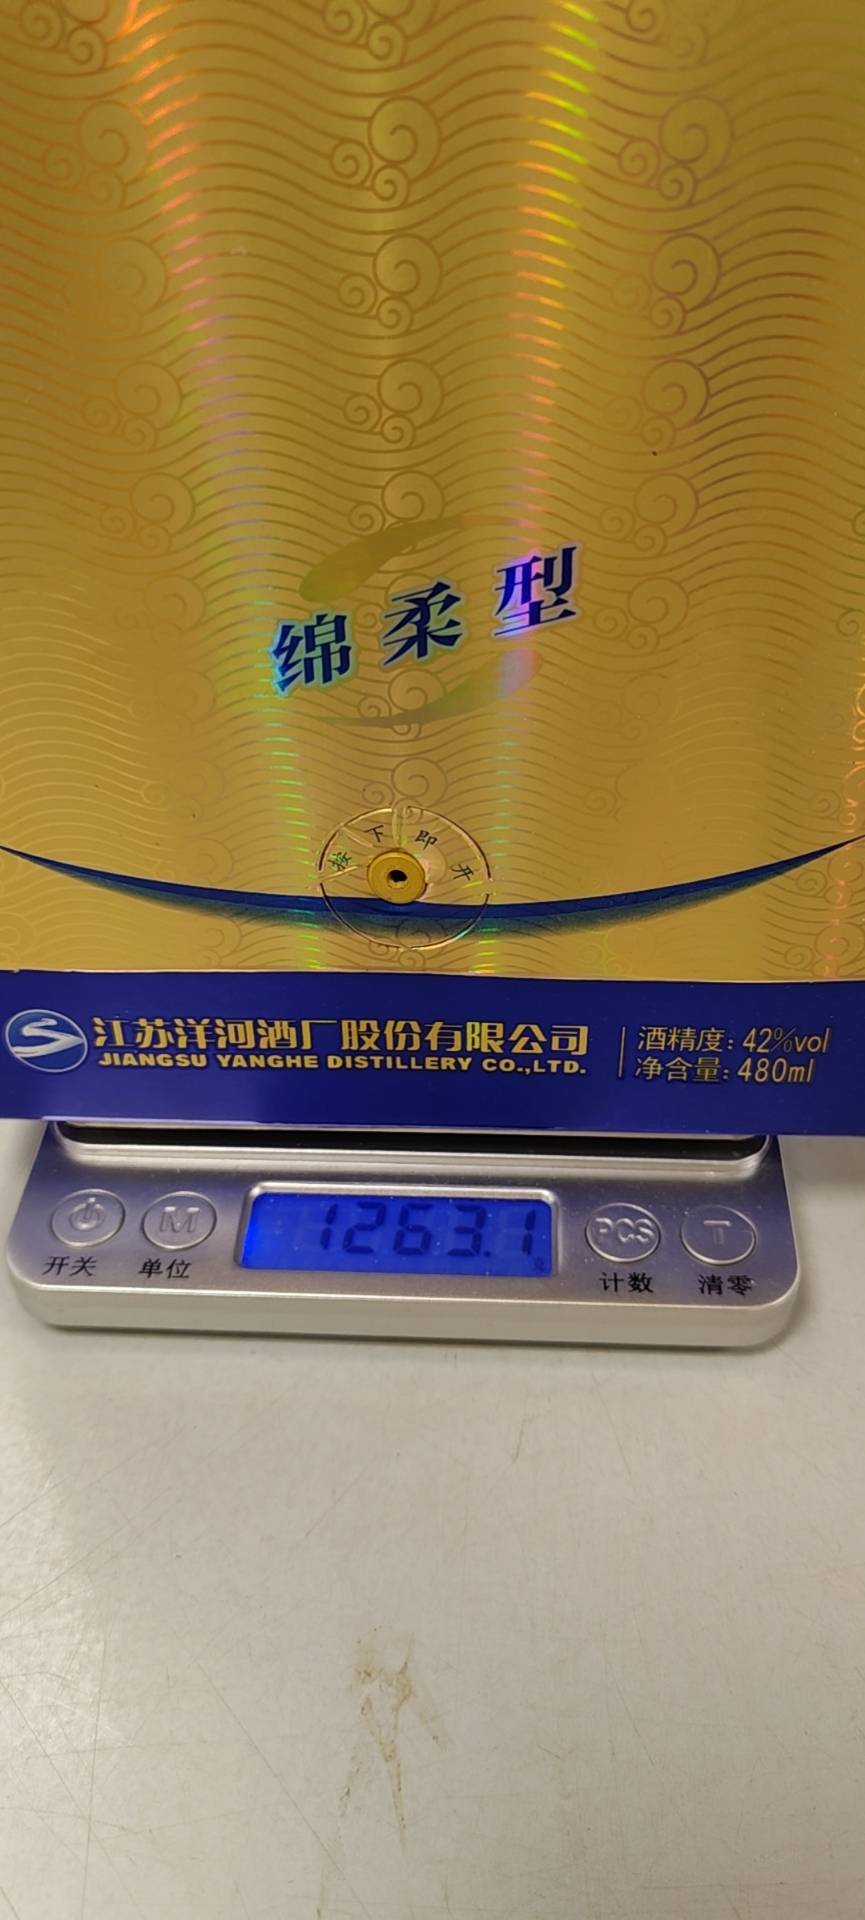 绵柔型
按下即开
江苏洋河酒厂股份有限公司
JIANGSU YANGHE DISTILLERY CO.,LTD.
酒精度：42%vol
净含量：480ml
1263.1
M
PCS
T
开关
单位
计数
清零